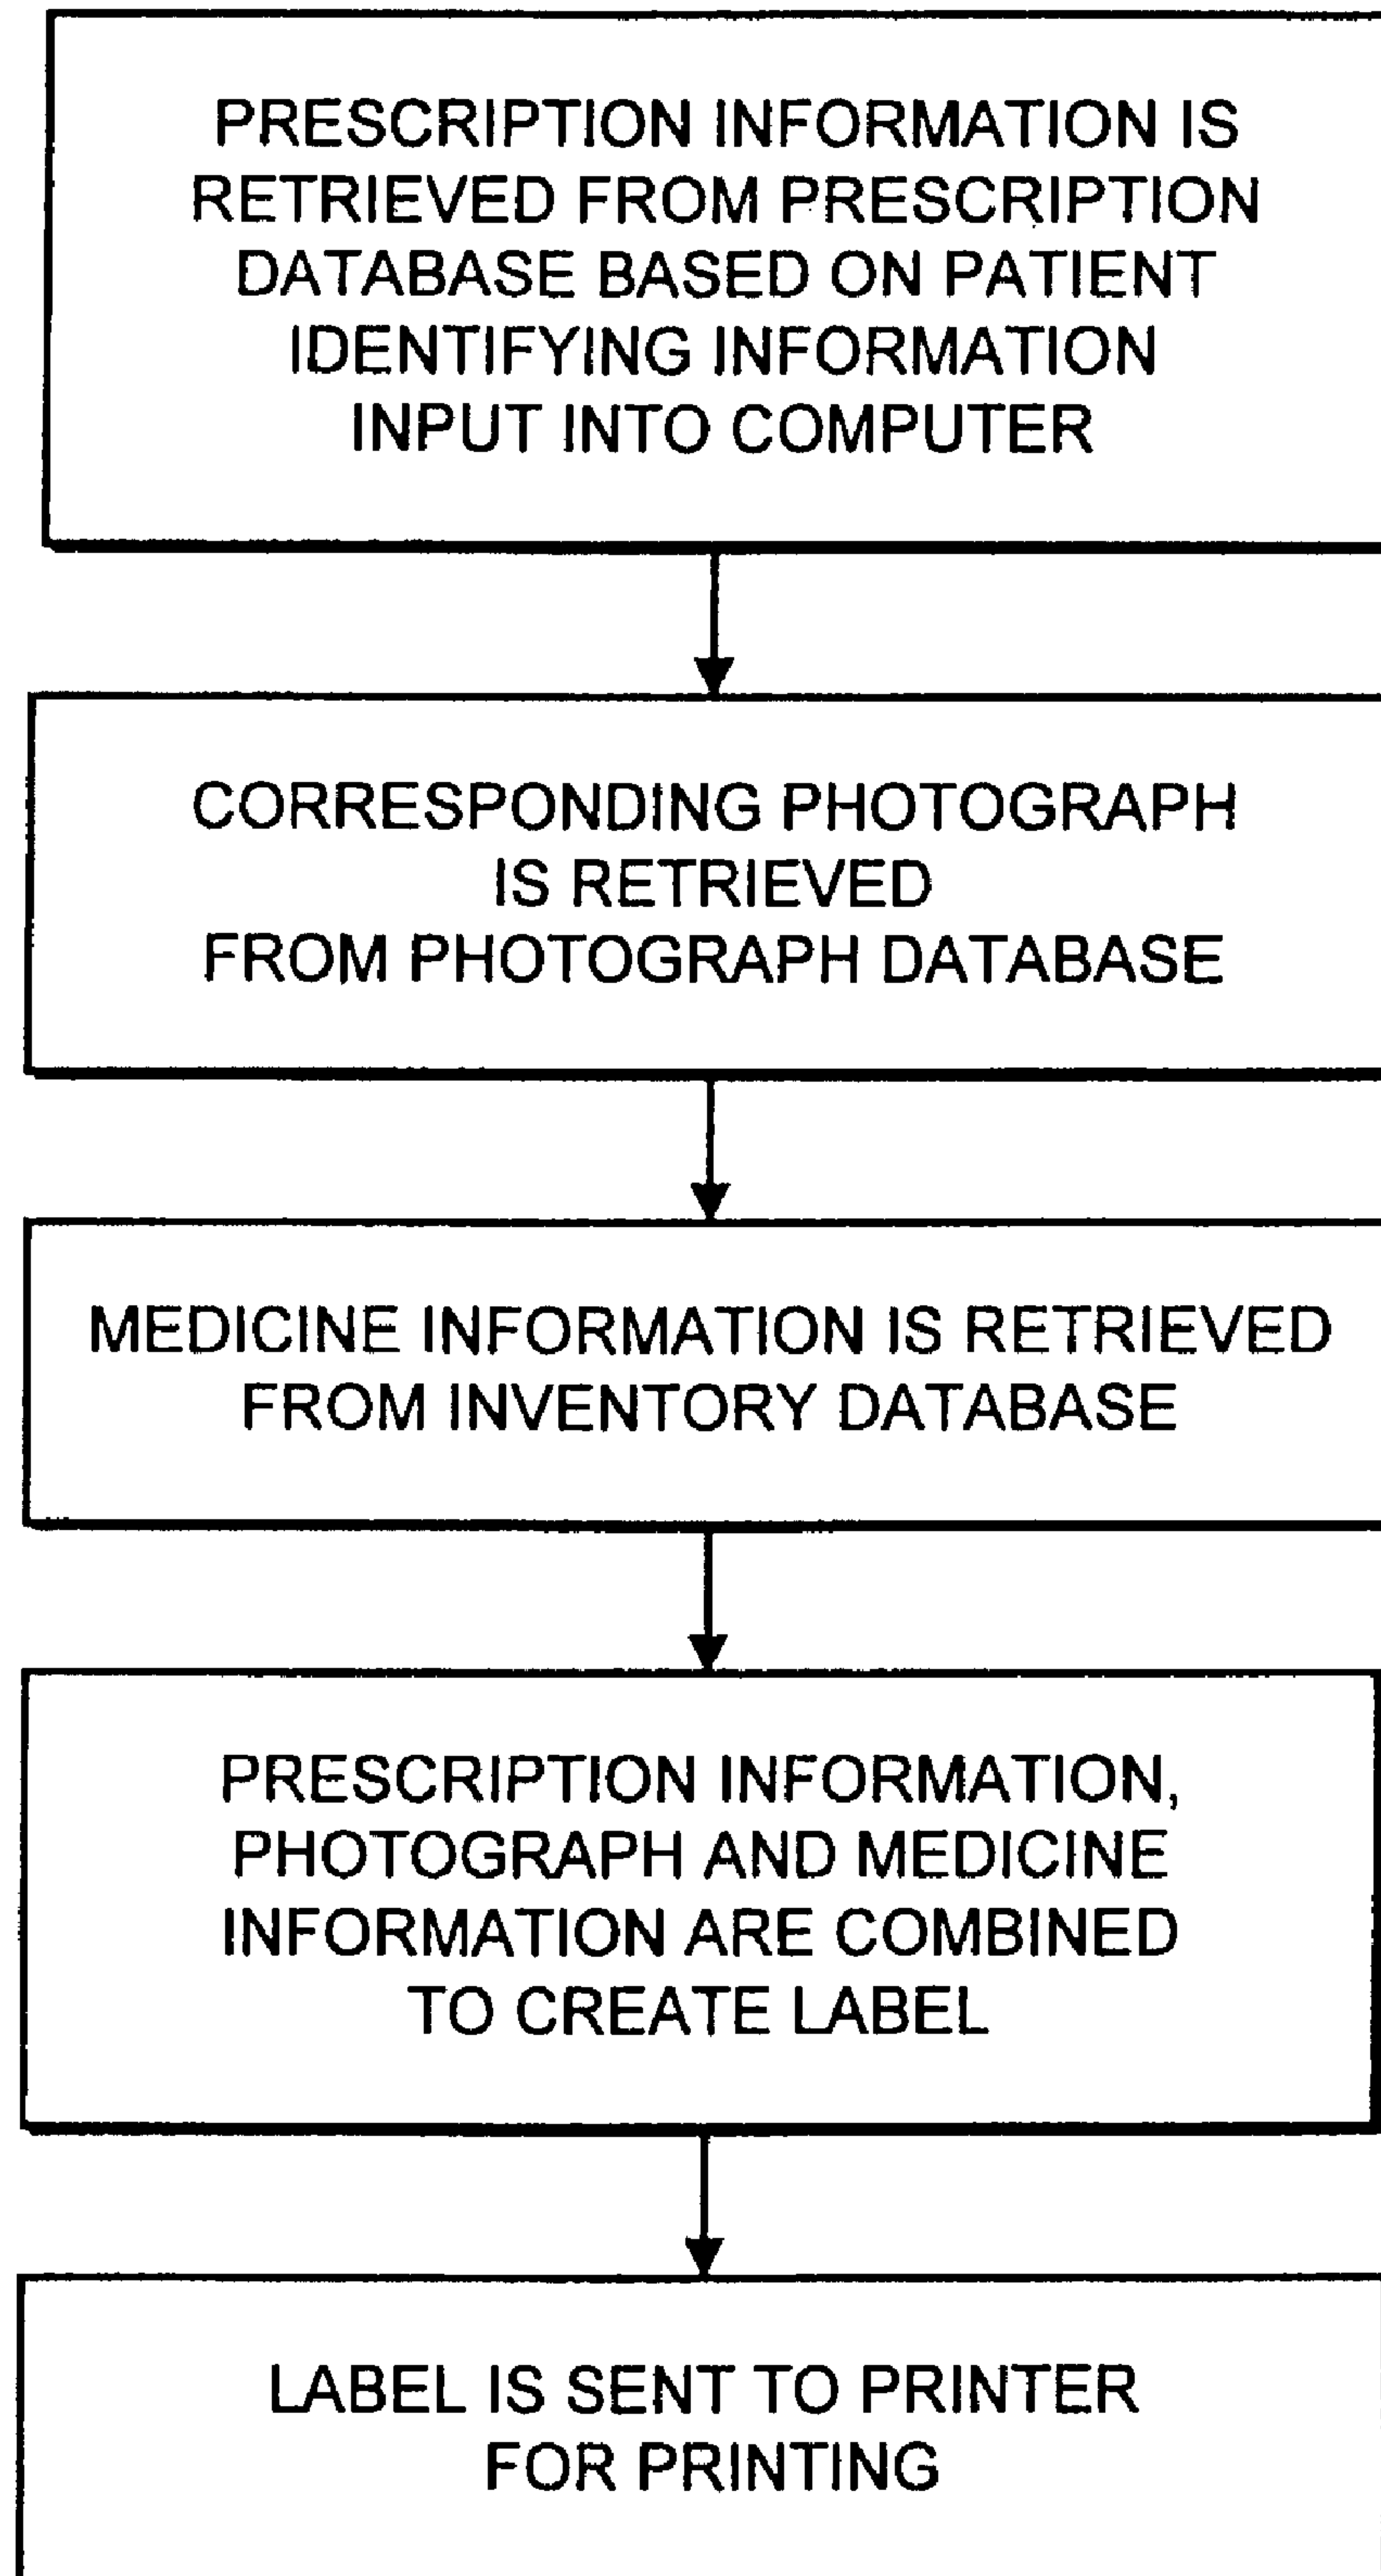 PRESCRIPTION INFORMATION IS
RETRIEVED FROM PRESCRIPTION
DATABASE BASED ON PATIENT
IDENTIFYING INFORMATION
INPUT INTO COMPUTER
CORRESPONDING PHOTOGRAPH
IS RETRIEVED
FROM PHOTOGRAPH DATABASE
MEDICINE INFORMATION IS RETRIEVED
FROM INVENTORY DATABASE
PRESCRIPTION INFORMATION,
PHOTOGRAPH AND MEDICINE
INFORMATION ARE COMBINED
TO CREATE LABEL
LABEL IS SENT TO PRINTER
FOR PRINTING